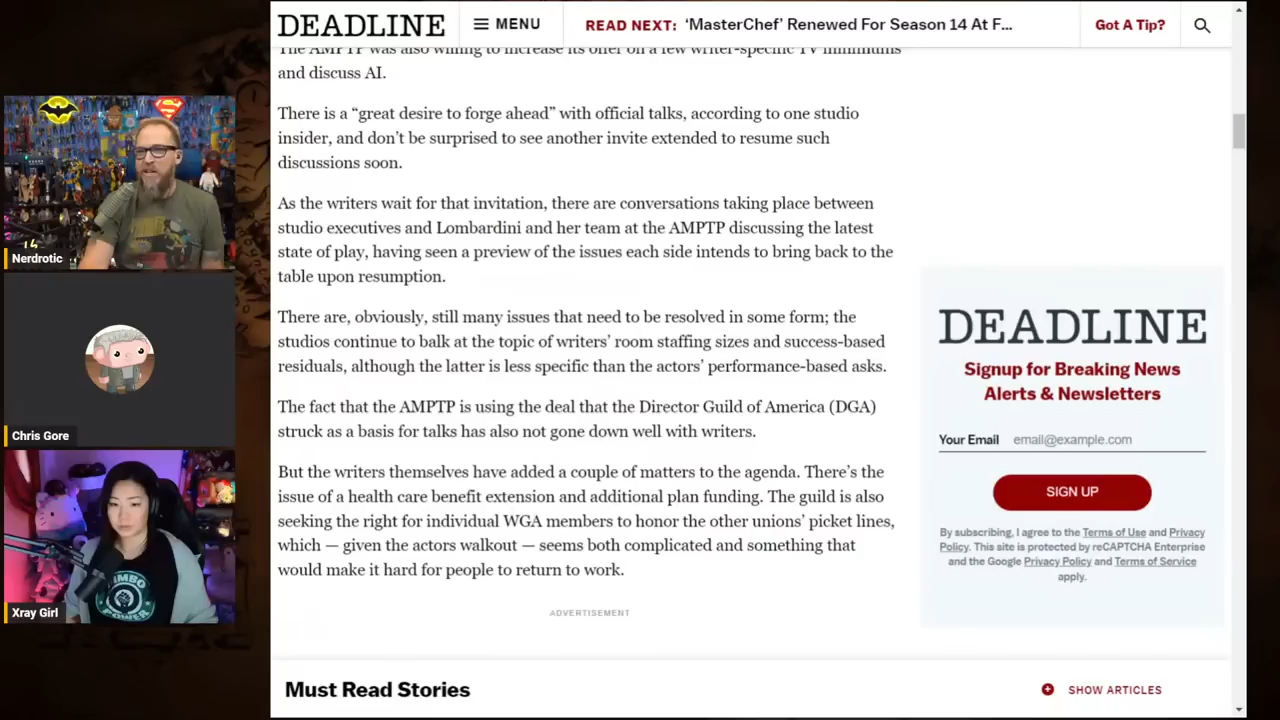 DEADLINE
MENU
READ NEXT: ‘MasterChef’ Renewed For Season 14 At F...
Got A Tip?
The AMPTP was also willing to increase its offer on a few writer-specific TV minimums
and discuss AI.
There is a “great desire to forge ahead” with official talks, according to one studio
insider, and don’t be surprised to see another invite extended to resume such
discussions soon.
As the writers wait for that invitation, there are conversations taking place between
studio executives and Lombardini and her team at the AMPTP discussing the latest
state of play, having seen a preview of the issues each side intends to bring back to the
table upon resumption.
There are, obviously, still many issues that need to be resolved in some form; the
studios continue to balk at the topic of writers’ room staffing sizes and success-based
residuals, although the latter is less specific than the actors’ performance-based asks.
The fact that the AMPTP is using the deal that the Director Guild of America (DGA)
struck as a basis for talks has also not gone down well with writers.
But the writers themselves have added a couple of matters to the agenda. There’s the
issue of a health care benefit extension and additional plan funding. The guild is also
seeking the right for individual WGA members to honor the other unions’ picket lines,
which — given the actors walkout — seems both complicated and something that
would make it hard for people to return to work.
ADVERTISEMENT
Must Read Stories
SHOW ARTICLES
DEADLINE
Signup for Breaking News
Alerts & Newsletters
Your Email email@example.com
SIGN UP
By subscribing, I agree to the Terms of Use and Privacy
Policy. This site is protected by reCAPTCHA Enterprise
and the Google Privacy Policy and Terms of Service
apply.
Nerdrotic
Chris Gore
Xray Girl
POWER